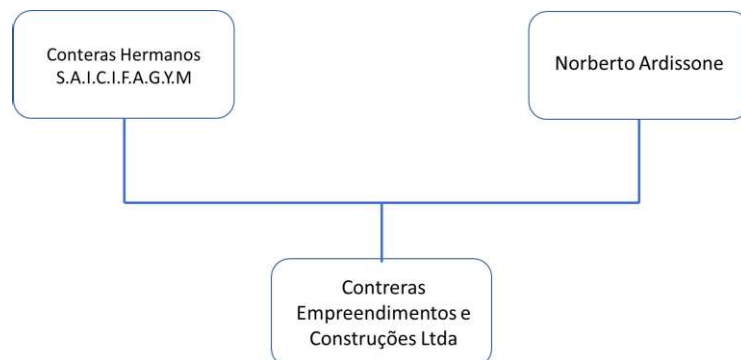 Conteras Hermanos
S.A.I.C.I.F.A.G.Y.M
Norberto Ardissone
Contreras
Empreendimentos e
Construções Ltda